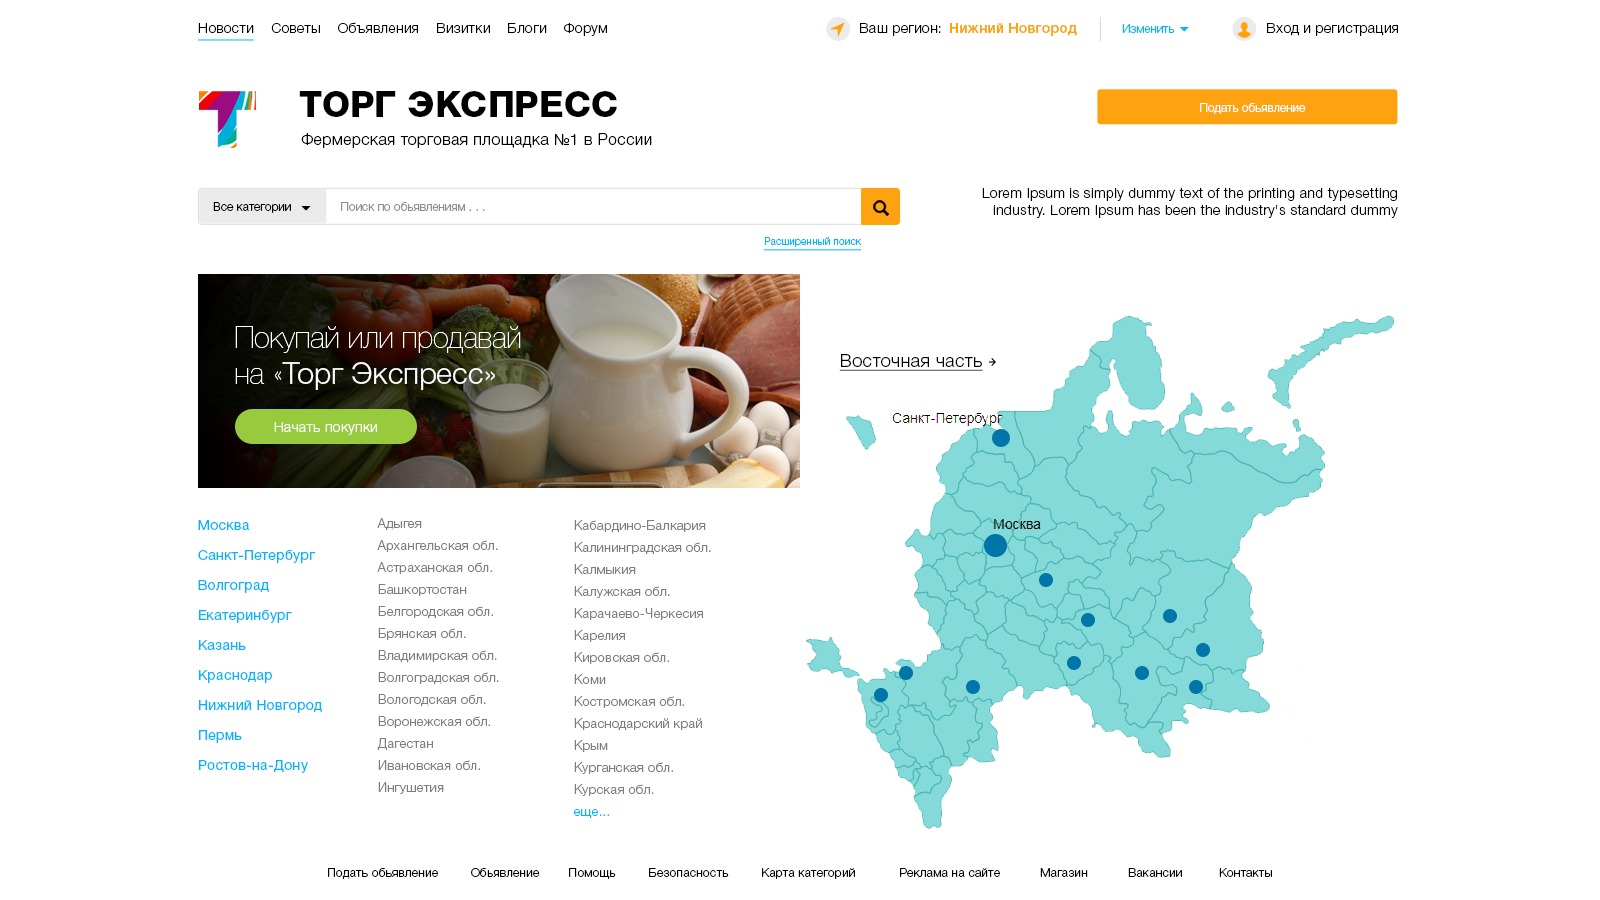 Новости Советы Объявления Визитки Блоги Форум
Ваш регион: Нижний Новгород Изменить Вход и регистрация
ТОРГ ЭКСПРЕСС
Фермерская торговая площадка №1 в России
Подать обьявление
Все категории Поиск по обьявлениям . . .
Lorem Ipsum is simply dummy text of the printing and typesetting
industry. Lorem Ipsum has been the industry's standard dummy
Расширенный поиск
Покупай или продавай
на «Торг Экспресс»
Начать покупки
Восточная часть
Санкт-Петербург
Москва
Москва
Санкт-Петербург
Волгоград
Екатеринбург
Казань
Краснодар
Нижний Новгород
Пермь
Ростов-на-Дону
Адыгея
Архангельская обл.
Астраханская обл.
Башкортостан
Белгородская обл.
Брянская обл.
Владимирская обл.
Волгоградская обл.
Вологодская обл.
Воронежская обл.
Дагестан
Ивановская обл.
Ингушетия
Кабардино-Балкария
Калининградская обл.
Калмыкия
Калужская обл.
Карачаево-Черкесия
Карелия
Кировская обл.
Коми
Костромская обл.
Краснодарский край
Крым
Курганская обл.
Курская обл.
еще...
Подать обьявление Обьявление Помощь Безопасность Карта категорий Реклама на сайте Магазин Вакансии Контакты